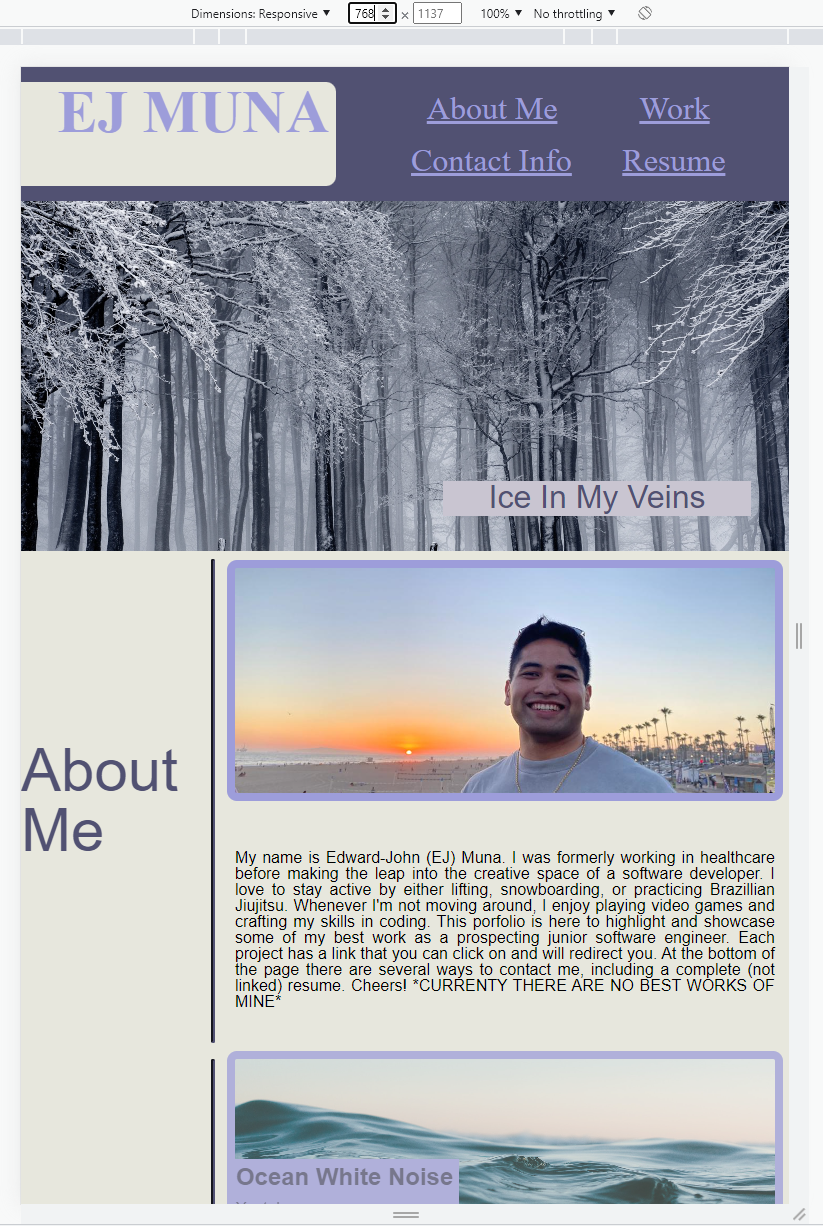 Dimensions: Responsive ▼ 768 × 1137 100% ▼ No throttling ▼
EJ MUNA
About Me Work
Contact Info Resume
Ice In My Veins
About
Me
My name is Edward-John (EJ) Muna. I was formerly working in healthcare
before making the leap into the creative space of a software developer. I
love to stay active by either lifting, snowboarding, or practicing Brazillian
Jiujitsu. Whenever I'm not moving around, I enjoy playing video games and
crafting my skills in coding. This porfolio is here to highlight and showcase
some of my best work as a prospecting junior software engineer. Each
project has a link that you can click on and will redirect you. At the bottom of
the page there are several ways to contact me, including a complete (not
linked) resume. Cheers! *CURRENTY THERE ARE NO BEST WORKS OF
MINE*
Ocean White Noise